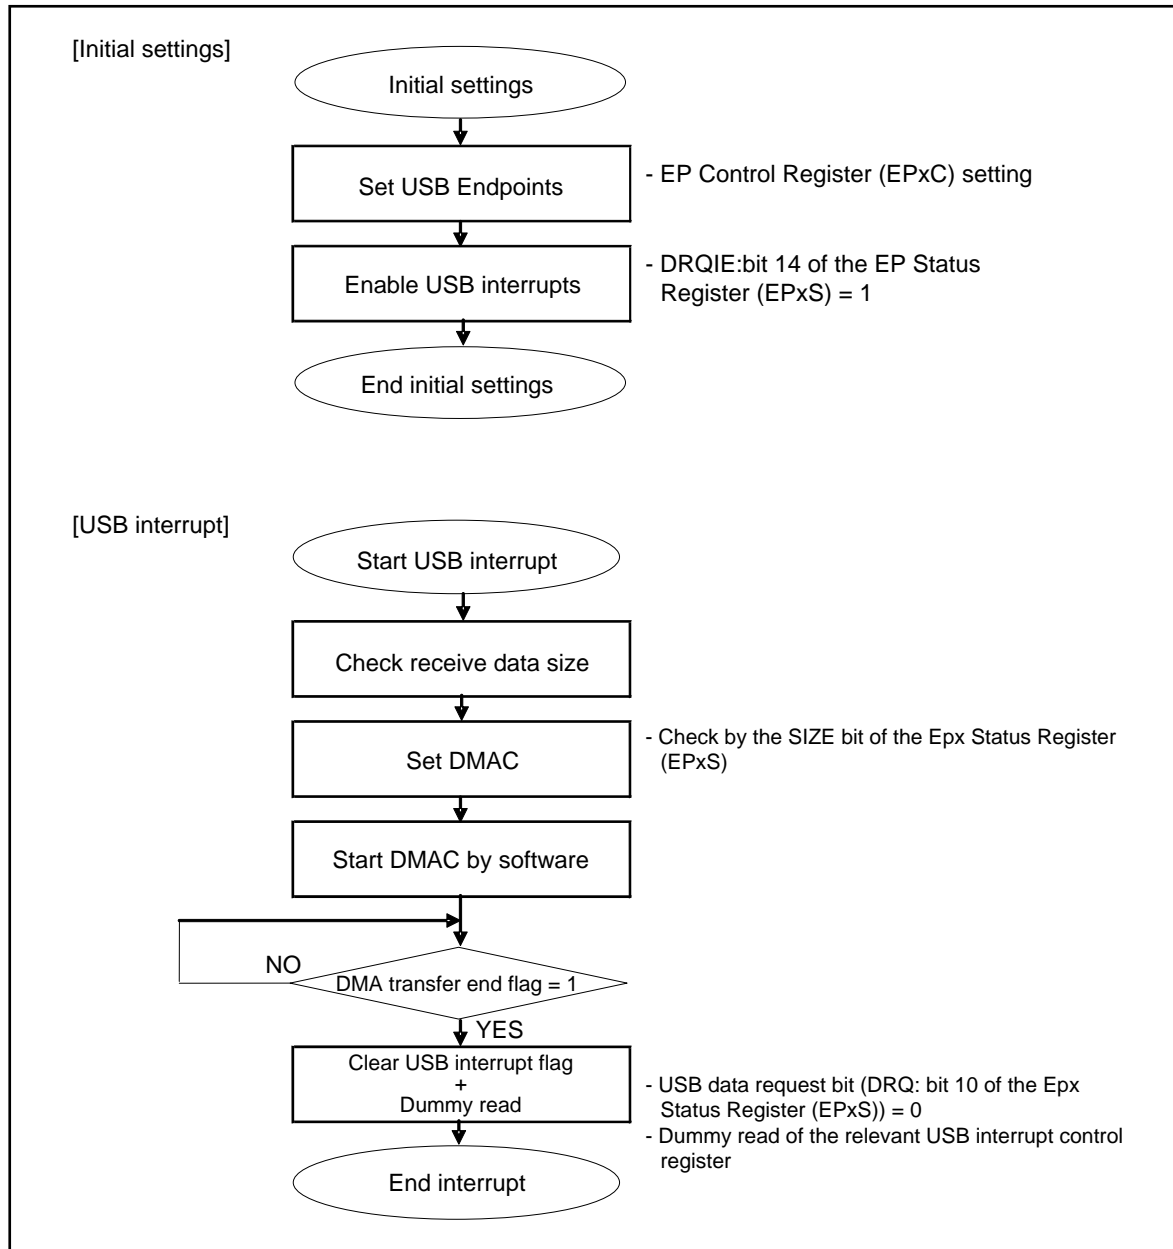 [Initial settings]
Initial settings
Set USB Endpoints
- EP Control Register (EPxC) setting
Enable USB interrupts
- DRQIE:bit 14 of the EP Status
Register (EPxS) = 1
End initial settings
[USB interrupt]
Start USB interrupt
Check receive data size
Set DMAC
- Check by the SIZE bit of the Epx Status Register
(EPxS)
Start DMAC by software
NO
DMA transfer end flag = 1
YES
Clear USB interrupt flag
+
Dummy read
- USB data request bit (DRQ: bit 10 of the Epx
Status Register (EPxS)) = 0
- Dummy read of the relevant USB interrupt control
register
End interrupt